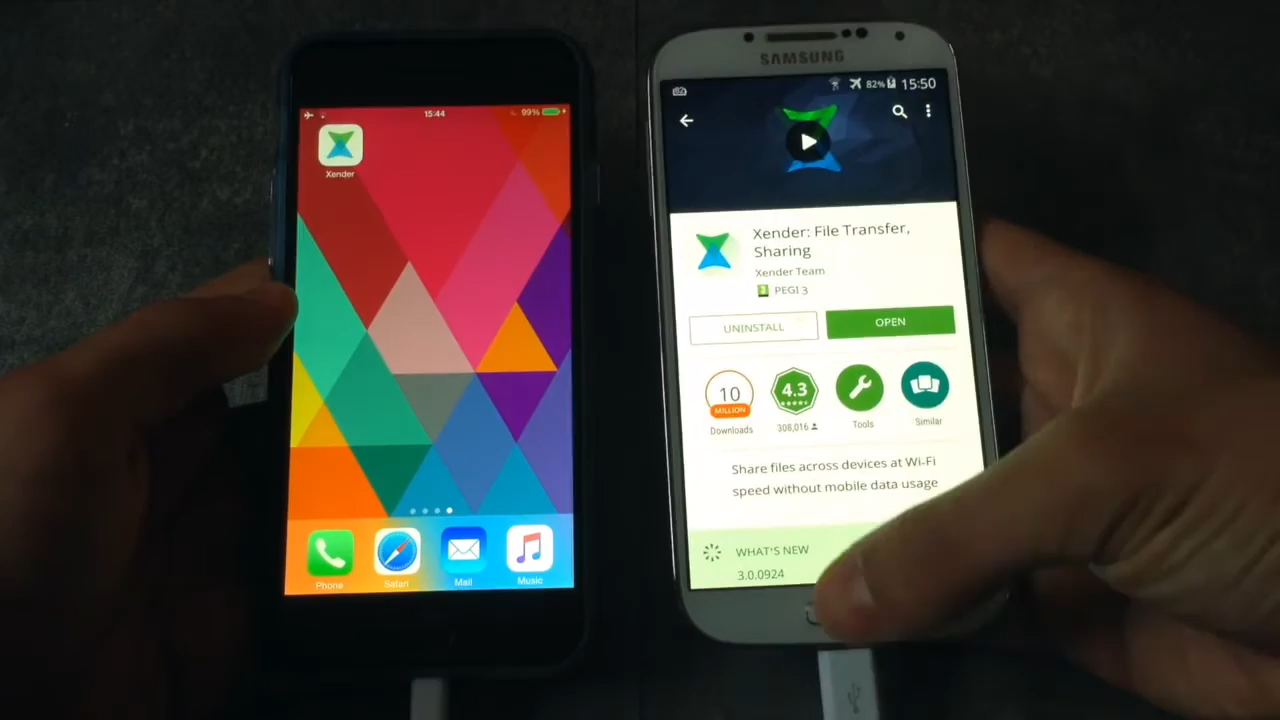 15:44
99%
Xender
Phone
Safari
Mail
Music
SAMSUNG
82%
15:50
Xender: File Transfer,
Sharing
Xender Team
3
PEGI 3
UNINSTALL
OPEN
10
MILLION
Downloads
4.3
308,016
Tools
Similar
Share files across devices at Wi-Fi
speed without mobile data usage
WHAT'S NEW
3.0.0924